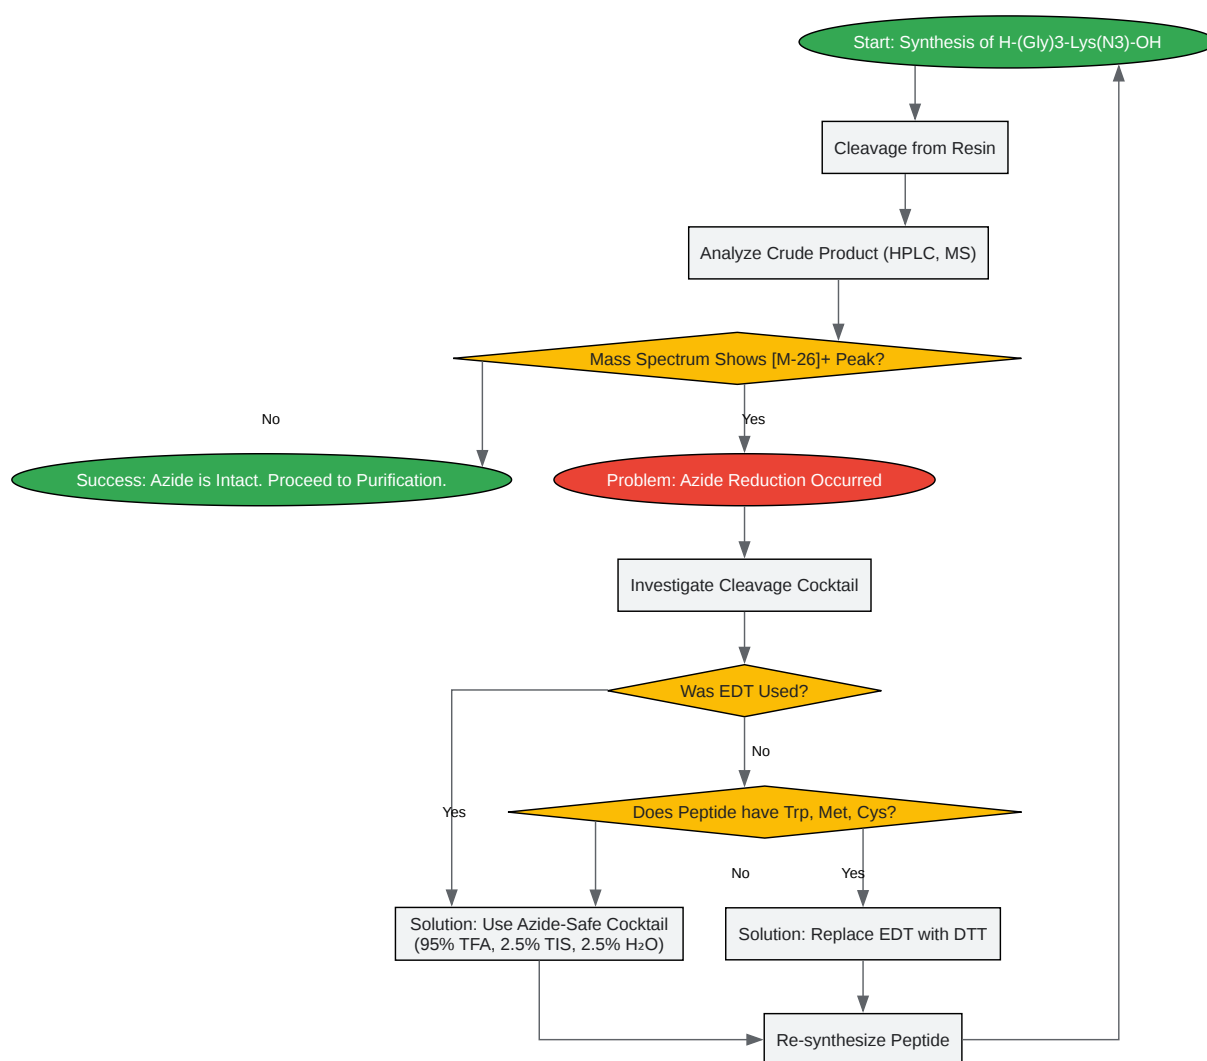 Start: Synthesis of H-(Gly)3-Lys(N3)-OH
Cleavage from Resin
Analyze Crude Product (HPLC, MS)
Mass Spectrum Shows [M-26]+ Peak?
No
Yes
Success: Azide is Intact. Proceed to Purification.
Problem: Azide Reduction Occurred
Investigate Cleavage Cocktail
Was EDT Used?
No
Yes
Does Peptide have Trp, Met, Cys?
No
Yes
Solution: Use Azide-Safe Cocktail
(95% TFA, 2.5% TIS, 2.5% H₂O)
Solution: Replace EDT with DTT
Re-synthesize Peptide